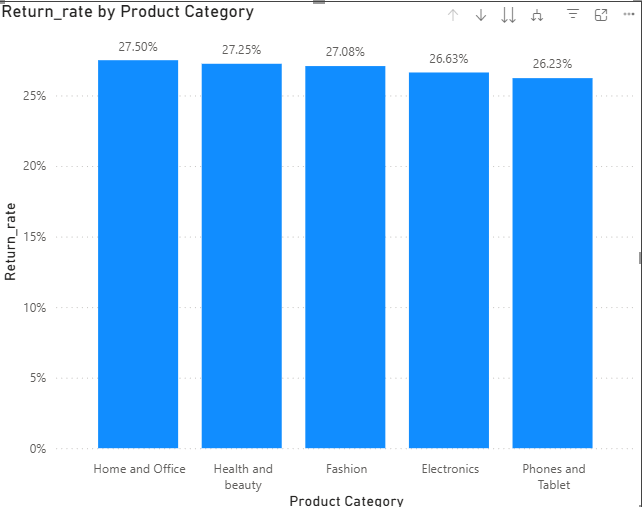 Return_rate by Product Category
27.50%
27.25%
27.08%
26.63%
26.23%
25%
20%
15%
10%
5%
0%
Return_rate
Home and Office
Health and
beauty
Fashion
Electronics
Phones and
Tablet
Product Category